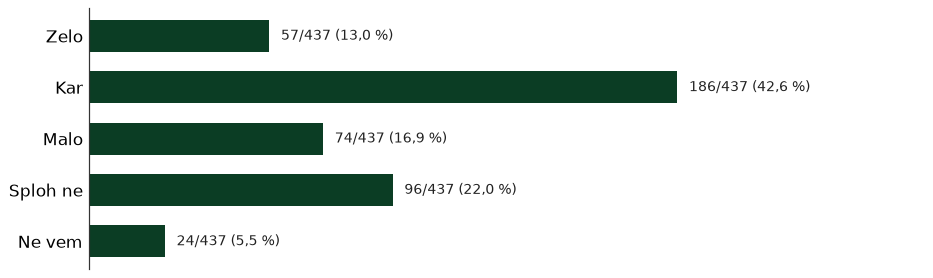 Zelo 57/437 (13,0 %)
Kar 186/437 (42,6 %)
Malo 74/437 (16,9 %)
Sploh ne 96/437 (22,0 %)
Ne vem 24/437 (5,5 %)